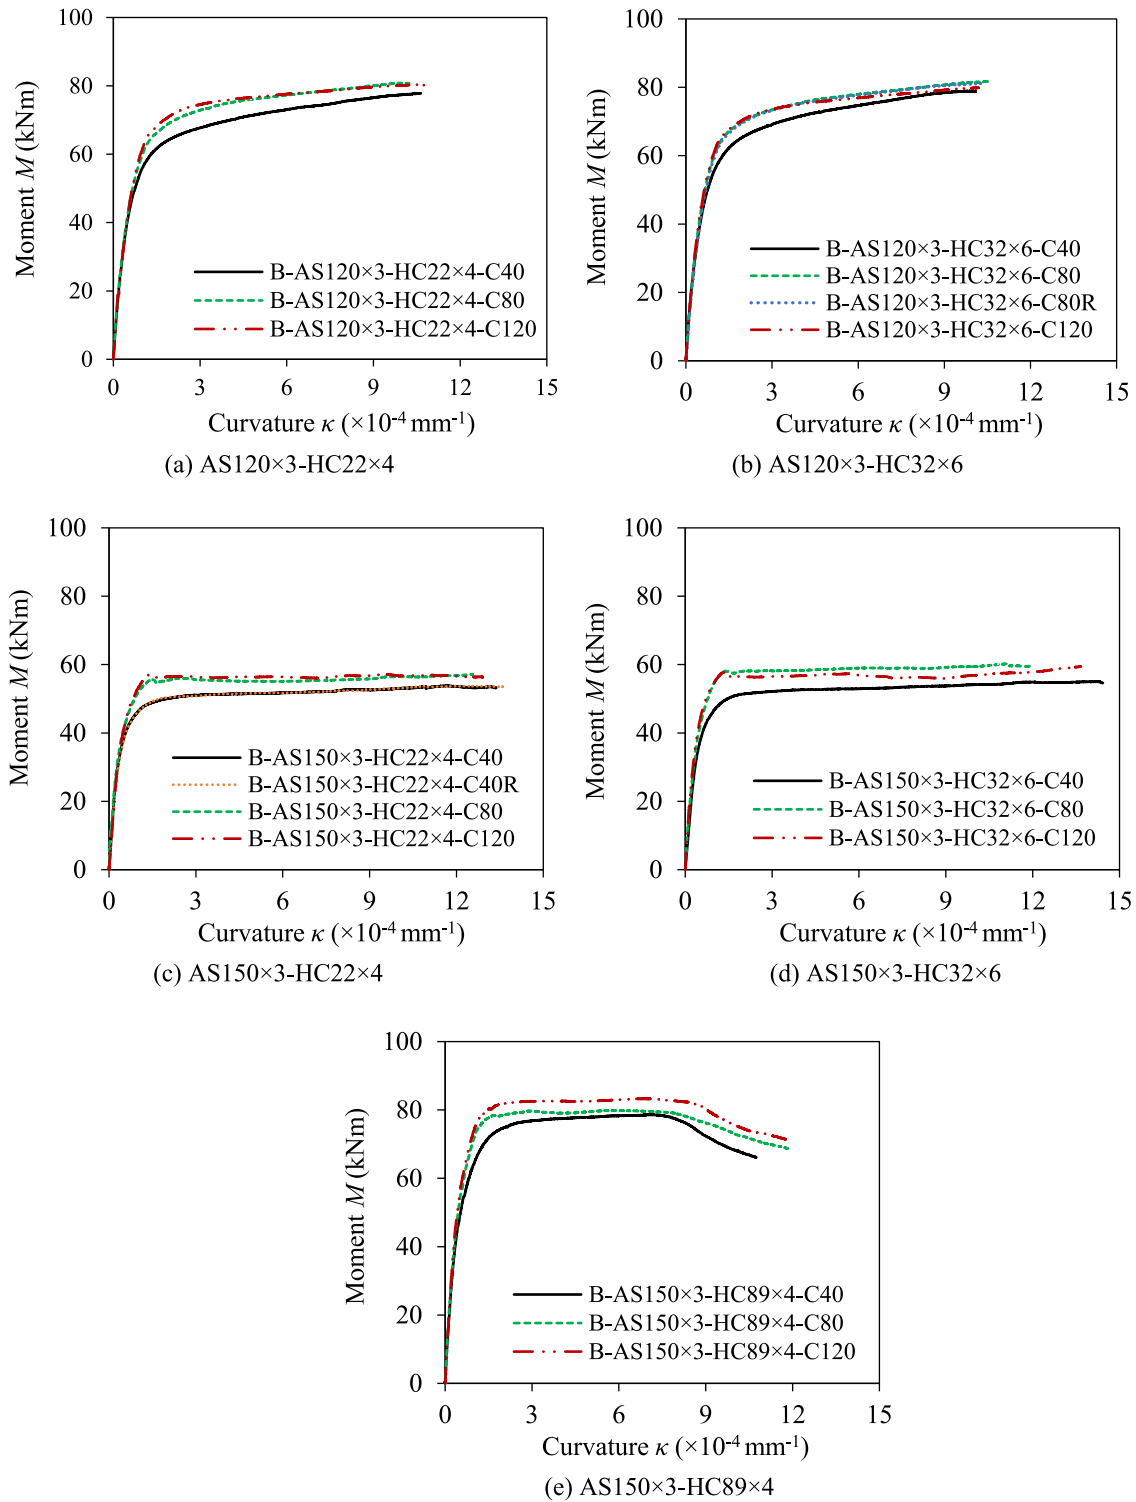 100
80
60
40
20
0
Moment M (kNm)
B-AS120×3-HC22×4-C40
B-AS120×3-HC22×4-C80
B-AS120×3-HC22×4-C120
0 3 6 9 12 15
Curvature κ (×10-4 mm-1)
(a) AS120×3-HC22×4
100
80
60
40
20
0
Moment M (kNm)
B-AS120×3-HC32×6-C40
B-AS120×3-HC32×6-C80
B-AS120×3-HC32×6-C80R
B-AS120×3-HC32×6-C120
0 3 6 9 12 15
Curvature κ (×10-4 mm-1)
(b) AS120×3-HC32×6
100
80
60
40
20
0
Moment M (kNm)
B-AS150×3-HC22×4-C40
B-AS150×3-HC22×4-C40R
B-AS150×3-HC22×4-C80
B-AS150×3-HC22×4-C120
0 3 6 9 12 15
Curvature κ (×10-4 mm-1)
(c) AS150×3-HC22×4
100
80
60
40
20
0
Moment M (kNm)
B-AS150×3-HC32×6-C40
B-AS150×3-HC32×6-C80
B-AS150×3-HC32×6-C120
0 3 6 9 12 15
Curvature κ (×10-4 mm-1)
(d) AS150×3-HC32×6
100
80
60
40
20
0
Moment M (kNm)
B-AS150×3-HC89×4-C40
B-AS150×3-HC89×4-C80
B-AS150×3-HC89×4-C120
0 3 6 9 12 15
Curvature κ (×10-4 mm-1)
(e) AS150×3-HC89×4